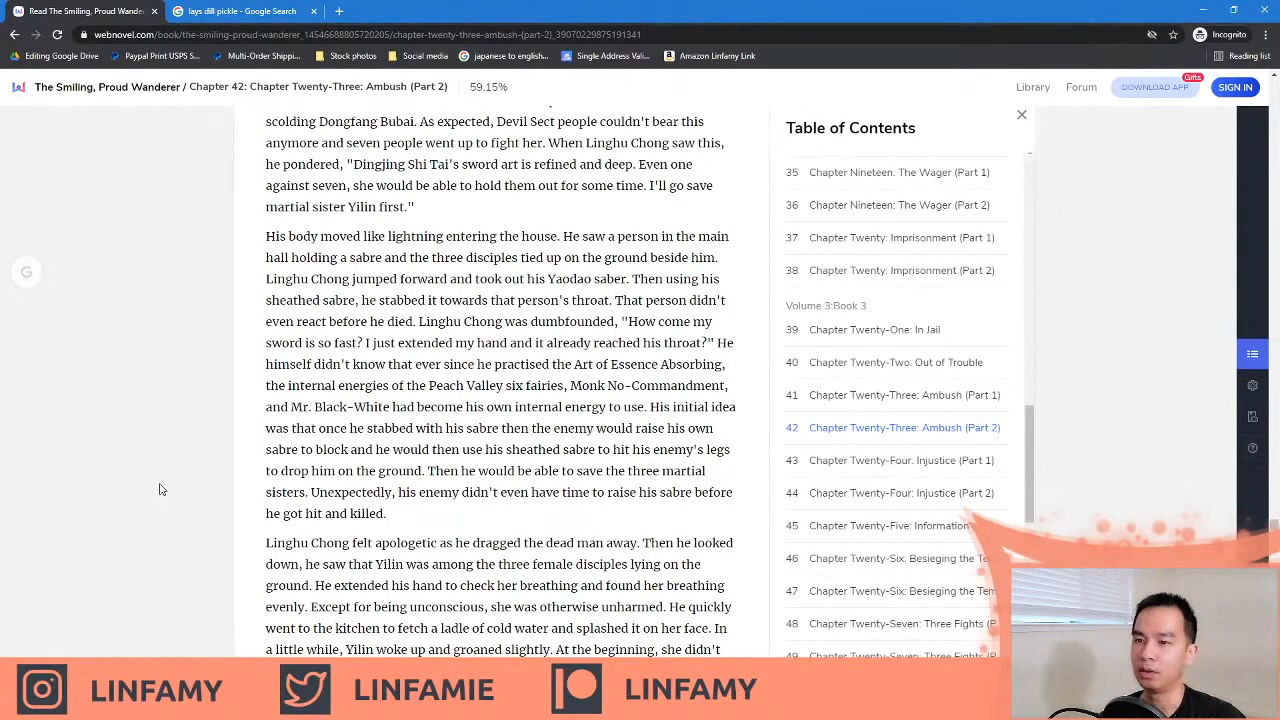 Read The Smiling, Proud Wander
lays dill pickle - Google Search
webnovel.com/book/the-smiling-proud-wanderer_14546688805720205/chapter-twenty-three-ambush-(part-2)_39070229875191341
Incognito
Editing Google Drive
Paypal Print USPS S...
Multi-Order Shippi...
Stock photos
Social media
japanese to english...
Single Address Vali...
Amazon Linfamy Link
Reading list
The Smiling, Proud Wanderer / Chapter 42: Chapter Twenty-Three: Ambush (Part 2) 59.15%
Library
Forum
DOWNLOAD APP
Gifts
SIGN IN
scolding Dongfang Bubai. As expected, Devil Sect people couldn't bear this
anymore and seven people went up to fight her. When Linghu Chong saw this,
he pondered, "Dingjing Shi Tai's sword art is refined and deep. Even one
against seven, she would be able to hold them out for some time. I'll go save
martial sister Yilin first."
His body moved like lightning entering the house. He saw a person in the main
hall holding a sabre and the three disciples tied up on the ground beside him.
Linghu Chong jumped forward and took out his Yaodao saber. Then using his
sheathed sabre, he stabbed it towards that person's throat. That person didn't
even react before he died. Linghu Chong was dumbfounded, "How come my
sword is so fast? I just extended my hand and it already reached his throat?" He
himself didn't know that ever since he practised the Art of Essence Absorbing,
the internal energies of the Peach Valley six fairies, Monk No-Commandment,
and Mr. Black-White had become his own internal energy to use. His initial idea
was that once he stabbed with his sabre then the enemy would raise his own
sabre to block and he would then use his sheathed sabre to hit his enemy's legs
to drop him on the ground. Then he would be able to save the three martial
sisters. Unexpectedly, his enemy didn't even have time to raise his sabre before
he got hit and killed.
Linghu Chong felt apologetic as he dragged the dead man away. Then he looked
down, he saw that Yilin was among the three female disciples lying on the
ground. He extended his hand to check her breathing and found her breathing
evenly. Except for being unconscious, she was otherwise unharmed. He quickly
went to the kitchen to fetch a ladle of cold water and splashed it on her face. In
a little while, Yilin woke up and groaned slightly. At the beginning, she didn't
Table of Contents
35 Chapter Nineteen: The Wager (Part 1)
36 Chapter Nineteen: The Wager (Part 2)
37 Chapter Twenty: Imprisonment (Part 1)
38 Chapter Twenty: Imprisonment (Part 2)
Volume 3:Book 3
39 Chapter Twenty-One: In Jail
40 Chapter Twenty-Two: Out of Trouble
41 Chapter Twenty-Three: Ambush (Part 1)
42 Chapter Twenty-Three: Ambush (Part 2)
43 Chapter Twenty-Four: Injustice (Part 1)
44 Chapter Twenty-Four: Injustice (Part 2)
45 Chapter Twenty-Five: Information
46 Chapter Twenty-Six: Besieging the Te
47 Chapter Twenty-Six: Besieging the Tem
48 Chapter Twenty-Seven: Three Fights (P
49 Chapter Twenty-Seven: Three Fights (P
G
LINFAMY
LINFAMIE
LINFAMY